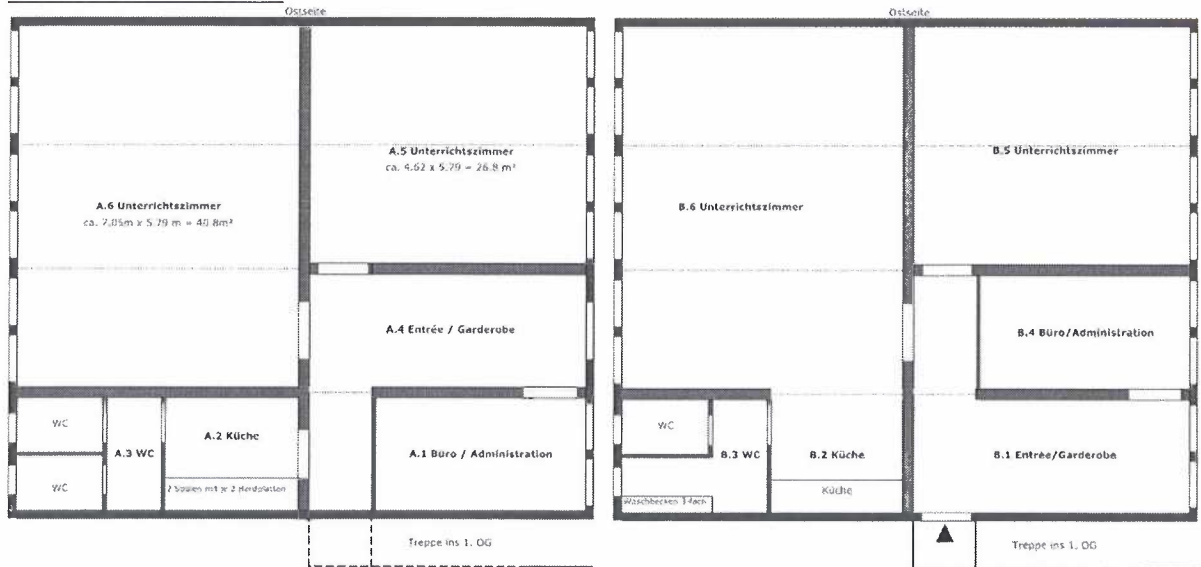 Ostseite
A.5 Unterrichtszimmer
ca. 4.62 x 5.79 = 26.8 m²
A.6 Unterrichtszimmer
ca. 7.05m x 5.79 m = 40.8m²
A.4 Entrée / Garderobe
WC
A.3 WC
A.2 Küche
A.1 Büro / Administration
WC
2 Säulen mit je 2 Herdplatten
Treppe ins 1. OG
Ostseite
B.5 Unterrichtszimmer
B.6 Unterrichtszimmer
B.4 Büro/Administration
WC
B.3 WC
B.2 Küche
B.1 Entrée/Garderobe
Küche
Waschbecken 3-fach
Treppe ins 1. OG